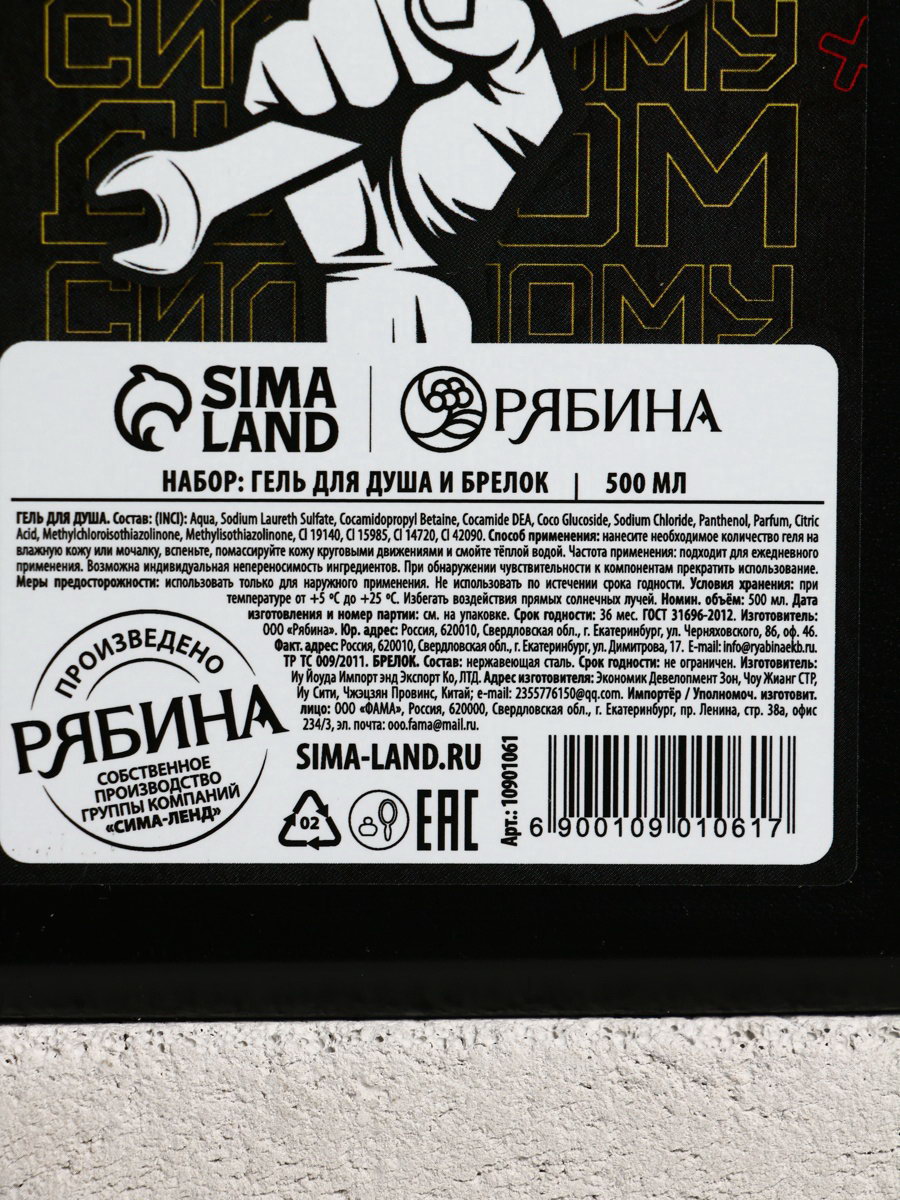 ДОМ
SIMA
LAND
РЯБИНА
НАБОР: ГЕЛЬ ДЛЯ ДУША И БРЕЛОК | 500 МЛ
ГЕЛЬ ДЛЯ ДУША. Состав: (INCI): Aqua, Sodium Laureth Sulfate, Cocamidopropyl Betaine, Cocamide DEA, Coco Glucoside, Sodium Chloride, Panthenol, Parfum, Citric
Acid, Methylchloroisothiazolinone, Methylisothiazolinone, CI 19140, CI 15985, CI 14720, CI 42090. Способ применения: нанесите необходимое количество геля на
влажную кожу или мочалку, вспеньте, помассируйте кожу круговыми движениями и смойте тёплой водой. Частота применения: подходит для ежедневного
применения. Возможна индивидуальная непереносимость ингредиентов. При обнаружении чувствительности к компонентам прекратить использование.
Меры предосторожности: использовать только для наружного применения. Не использовать по истечении срока годности. Условия хранения: при
температуре от +5 ºС до +25 ºС. Избегать воздействия прямых солнечных лучей. Номин. объём: 500 мл. Дата
изготовления и номер партии: см. на упаковке. Срок годности: 36 мес. ГОСТ 31696-2012. Изготовитель:
ООО «Рябина». Юр. адрес: Россия, 620010, Свердловская обл., г. Екатеринбург, ул. Черняховского, 86, оф. 46.
Факт. адрес: Россия, 620010, Свердловская обл., г. Екатеринбург, ул. Димитрова, 17. E-mail: info@ryabinaekb.ru.
ТР ТС 009/2011. БРЕЛОК. Состав: нержавеющая сталь. Срок годности: не ограничен. Изготовитель:
Иу Йоуда Импорт энд Экспорт Ко, ЛТД. Адрес изготовителя: Экономик Девелопмент Зон, Чоу Жианг СТР,
Иу Сити, Чжэцзян Провинс, Китай; e-mail: 2355776150@qq.com. Импортёр / Уполномоч. изготовит.
лицо: ООО «ФАМА», Россия, 620000, Свердловская обл., г. Екатеринбург, пр. Ленина, стр. 38а, офис
234/3, эл. почта: ooo.fama@mail.ru.
ПРОИЗВЕДЕНО
РЯБИНА
СОБСТВЕННОЕ
ПРОИЗВОДСТВО
ГРУППЫ КОМПАНИЙ
«СИМА-ЛЕНД»
SIMA-LAND.RU
02
EAC
Арт.: 10901061
6 900109 010617